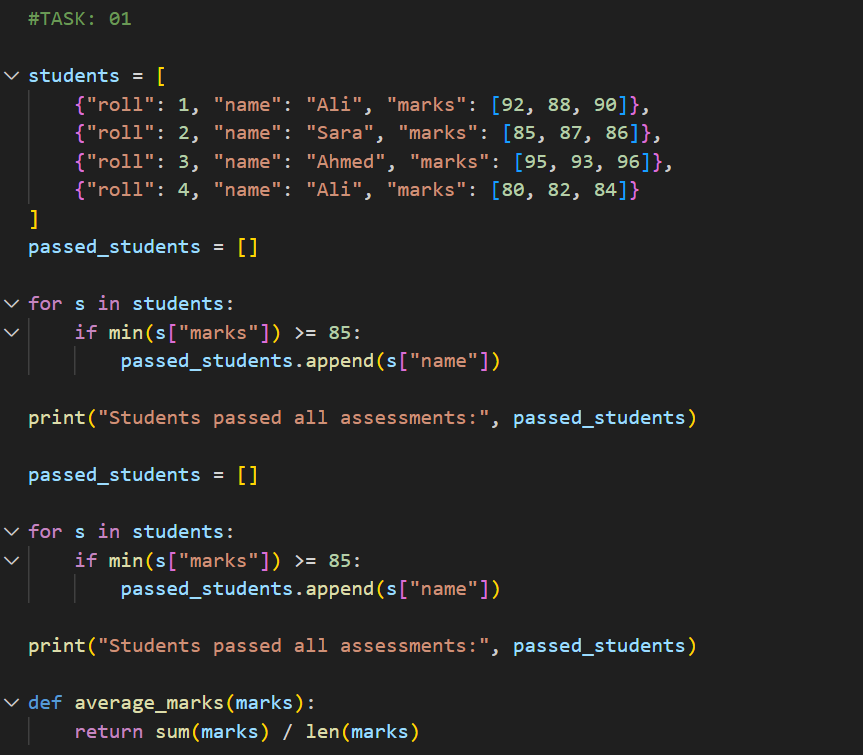 #TASK: 01
students = [
    {"roll": 1, "name": "Ali", "marks": [92, 88, 90]},
    {"roll": 2, "name": "Sara", "marks": [85, 87, 86]},
    {"roll": 3, "name": "Ahmed", "marks": [95, 93, 96]},
    {"roll": 4, "name": "Ali", "marks": [80, 82, 84]}
]
passed_students = []
for s in students:
    if min(s["marks"]) >= 85:
        passed_students.append(s["name"])
print("Students passed all assessments:", passed_students)
passed_students = []
for s in students:
    if min(s["marks"]) >= 85:
        passed_students.append(s["name"])
print("Students passed all assessments:", passed_students)
def average_marks(marks):
    return sum(marks) / len(marks)